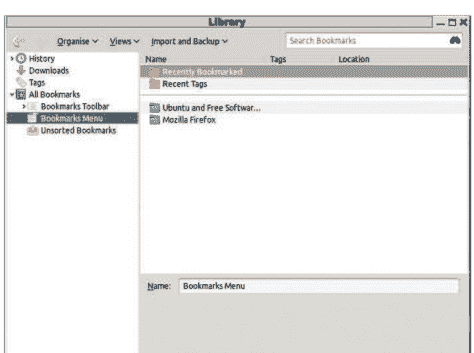 Library
Organise Views Import and Backup Search Bookmarks
History
Downloads
Tags
All Bookmarks
Bookmarks Toolbar
Bookmarks Menu
Unsorted Bookmarks
Name Tags Location
Recently Bookmarked
Recent Tags
Ubuntu and Free Softwar...
Mozilla Firefox
Name: Bookmarks Menu